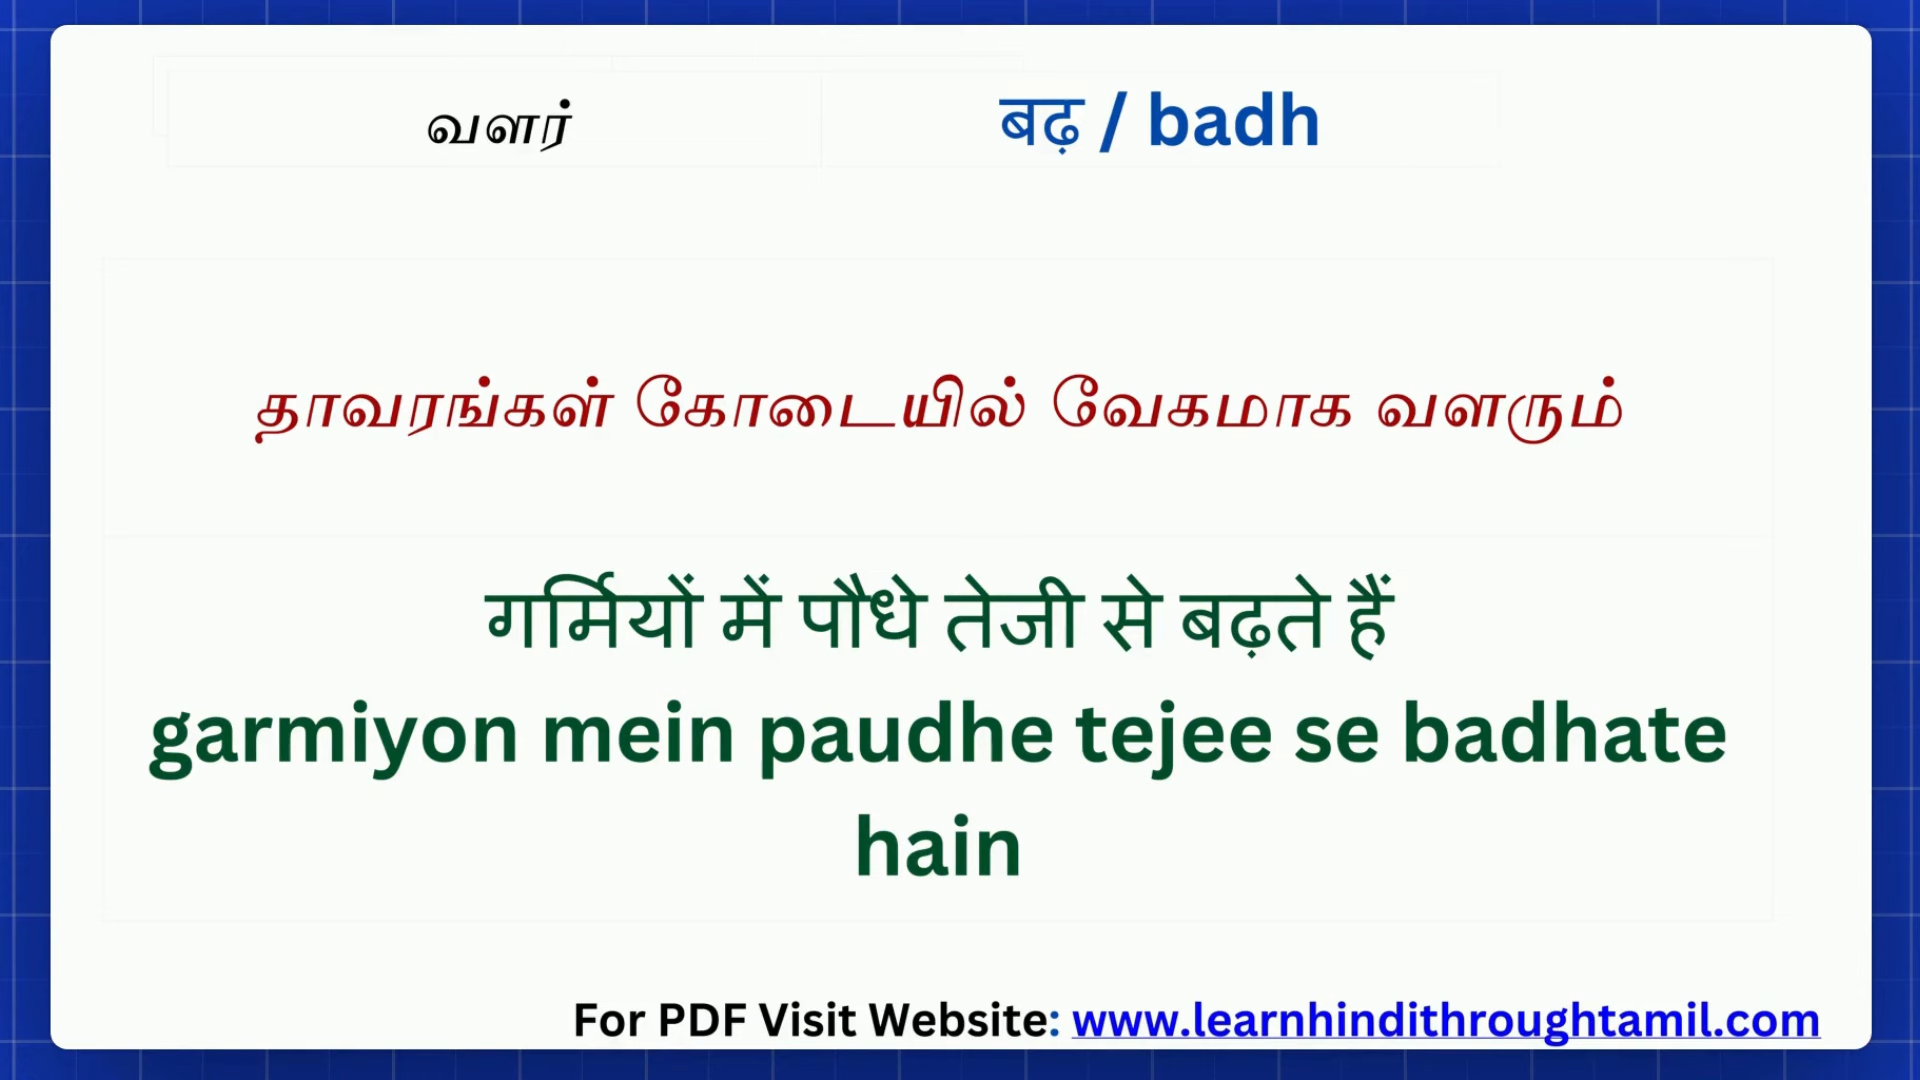 வளர்
बढ़ / badh
தாவரங்கள் கோடையில் வேகமாக வளரும்
गर्मियों में पौधे तेजी से बढ़ते हैं
garmiyon mein paudhe tejee se badhate
hain
For PDF Visit Website: www.learnhindithroughtamil.com